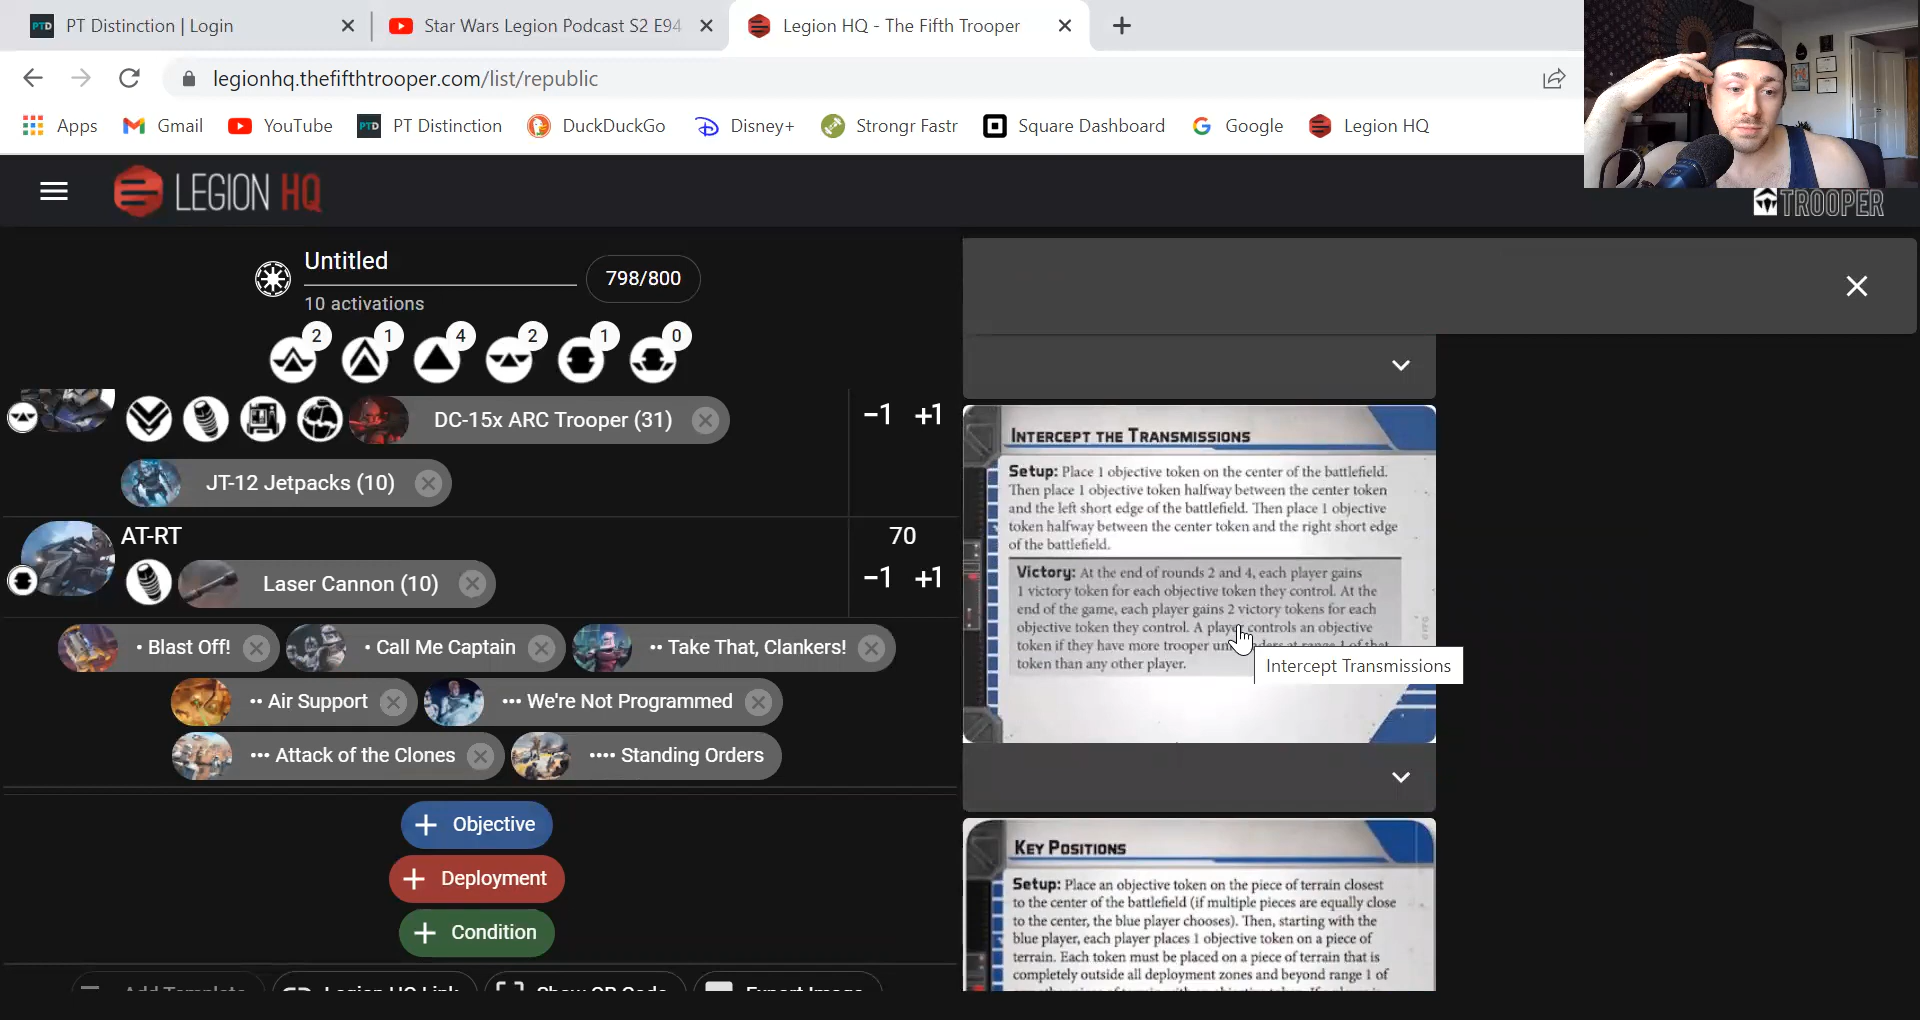 PTD PT Distinction | Login
Star Wars Legion Podcast S2 E94
Legion HQ - The Fifth Trooper
legionhq.thefifthtrooper.com/list/republic
Apps
Gmail
YouTube
PTD PT Distinction
DuckDuckGo
Disney+
Strongr Fastr
Square Dashboard
Google
Legion HQ
LEGION HQ
TROOPER
Untitled
798/800
10 activations
2 1 4 2 1 0
DC-15x ARC Trooper (31)
−1 +1
JT-12 Jetpacks (10)
AT-RT
70
Laser Cannon (10)
−1 +1
• Blast Off!
• Call Me Captain
•• Take That, Clankers!
•• Air Support
••• We're Not Programmed
••• Attack of the Clones
•••• Standing Orders
+ Objective
+ Deployment
+ Condition
INTERCEPT THE TRANSMISSIONS
Setup: Place 1 objective token on the center of the battlefield.
Then place 1 objective token halfway between the center token
and the left short edge of the battlefield. Then place 1 objective
token halfway between the center token and the right short edge
of the battlefield.
Victory: At the end of rounds 2 and 4, each player gains
1 victory token for each objective token they control. At the
end of the game, each player gains 2 victory tokens for each
objective token they control. A player controls an objective
token if they have more trooper
token than any other player.
Intercept Transmissions
KEY POSITIONS
Setup: Place an objective token on the piece of terrain closest
to the center of the battlefield (if multiple pieces are equally close
to the center, the blue player chooses). Then, starting with the
blue player, each player places 1 objective token on a piece of
terrain. Each token must be placed on a piece of terrain that is
completely outside all deployment zones and beyond range 1 of